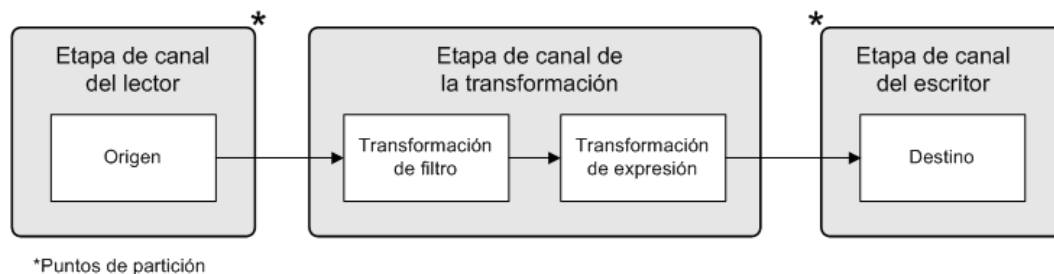 *
Etapa de canal
del lector
Origen
Etapa de canal de
la transformación
Transformación
de filtro
Transformación
de expresión
*
Etapa de canal
del escritor
Destino
*Puntos de partición